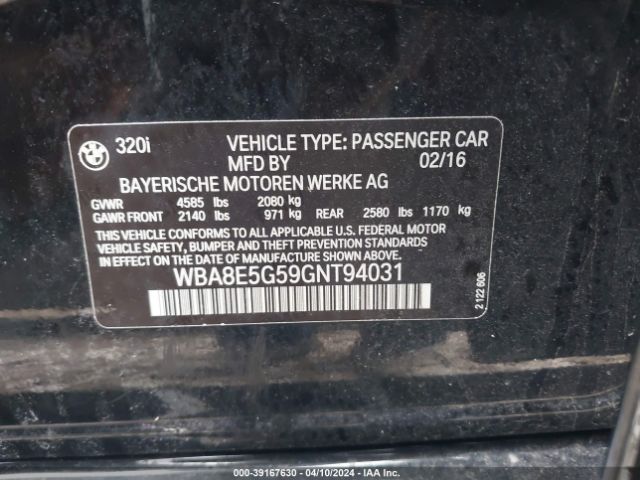 320i VEHICLE TYPE: PASSENGER CAR
MFD BY 02/16
BAYERISCHE MOTOREN WERKE AG
GVWR 4585 lbs 2080 kg
GAWR FRONT 2140 lbs 971 kg REAR 2580 lbs 1170 kg
THIS VEHICLE CONFORMS TO ALL APPLICABLE U.S. FEDERAL MOTOR
VEHICLE SAFETY, BUMPER AND THEFT PREVENTION STANDARDS IN
EFFECT ON THE DATE OF MANUFACTURE SHOWN ABOVE.
WBA8E5G59GNT94031
2 122 606
000-39167630 - 04/10/2024 - IAA Inc.